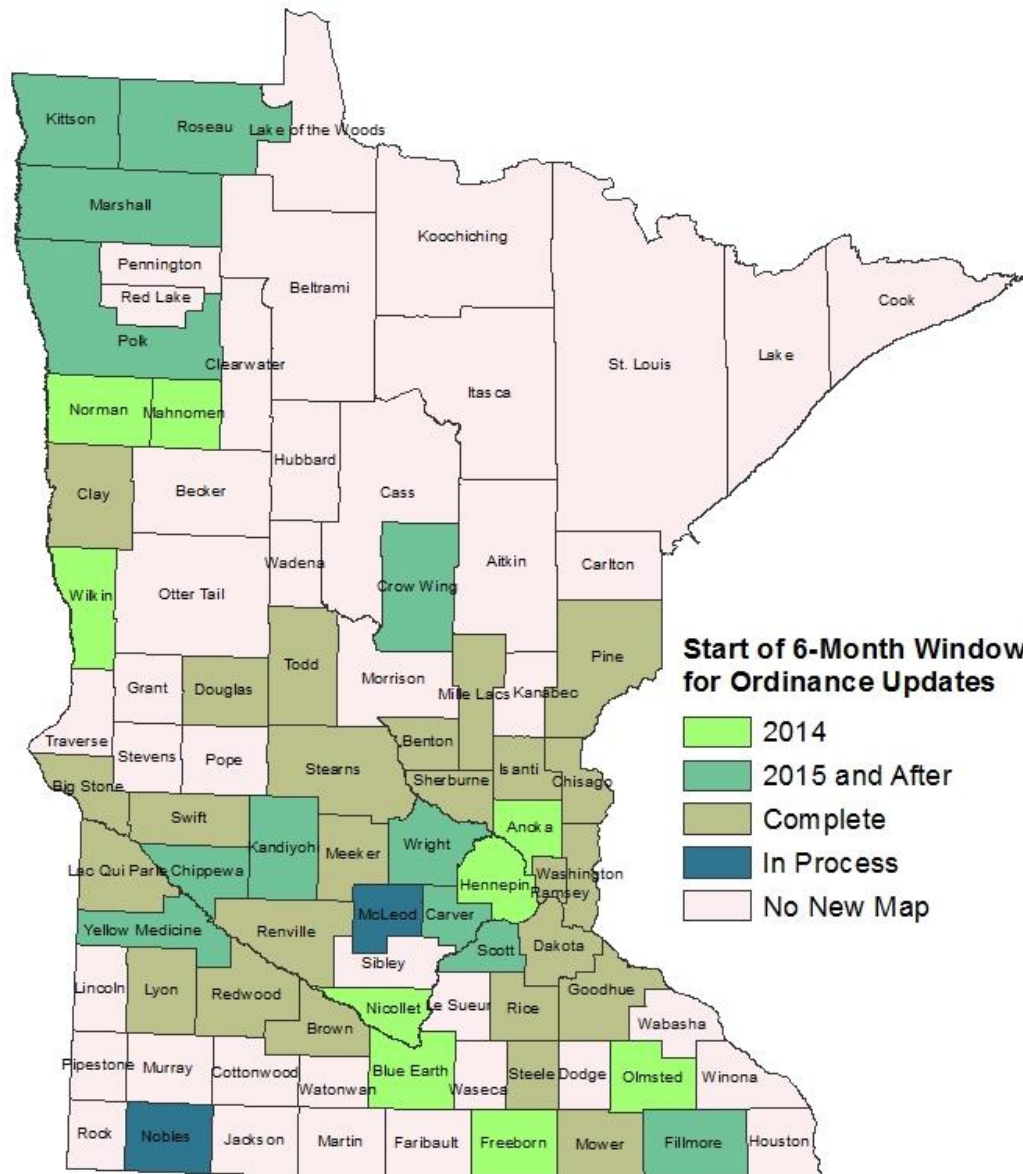 Kittson
Roseau
Lake of the Woods
Marshall
Koochiching
Pennington
Beltrami
Red Lake
Cook
Polk
Clearwater
St. Louis
Lake
Itasca
Norman
Mahnomen
Hubbard
Clay
Becker
Cass
Wadena
Aitkin
Carlton
Wilkin
Otter Tail
Crow Wing
Start of 6-Month Window
for Ordinance Updates
2014
2015 and After
Complete
In Process
No New Map
Todd
Pine
Grant
Douglas
Morrison
Mille Lacs
Kanabec
Traverse
Stevens
Pope
Benton
Stearns
Isanti
Big Stone
Sherburne
Chisago
Swift
Anoka
Kandiyohi
Wright
Meeker
Lac Qui Parle
Chippewa
Hennepin
Washington
Ramsey
McLeod
Carver
Yellow Medicine
Renville
Scott
Dakota
Sibley
Lincoln
Lyon
Redwood
Nicollet
Le Sueur
Rice
Goodhue
Brown
Wabasha
Pipestone
Murray
Cottonwood
Watonwan
Blue Earth
Waseca
Steele
Dodge
Olmsted
Winona
Rock
Nobles
Jackson
Martin
Faribault
Freeborn
Mower
Fillmore
Houston